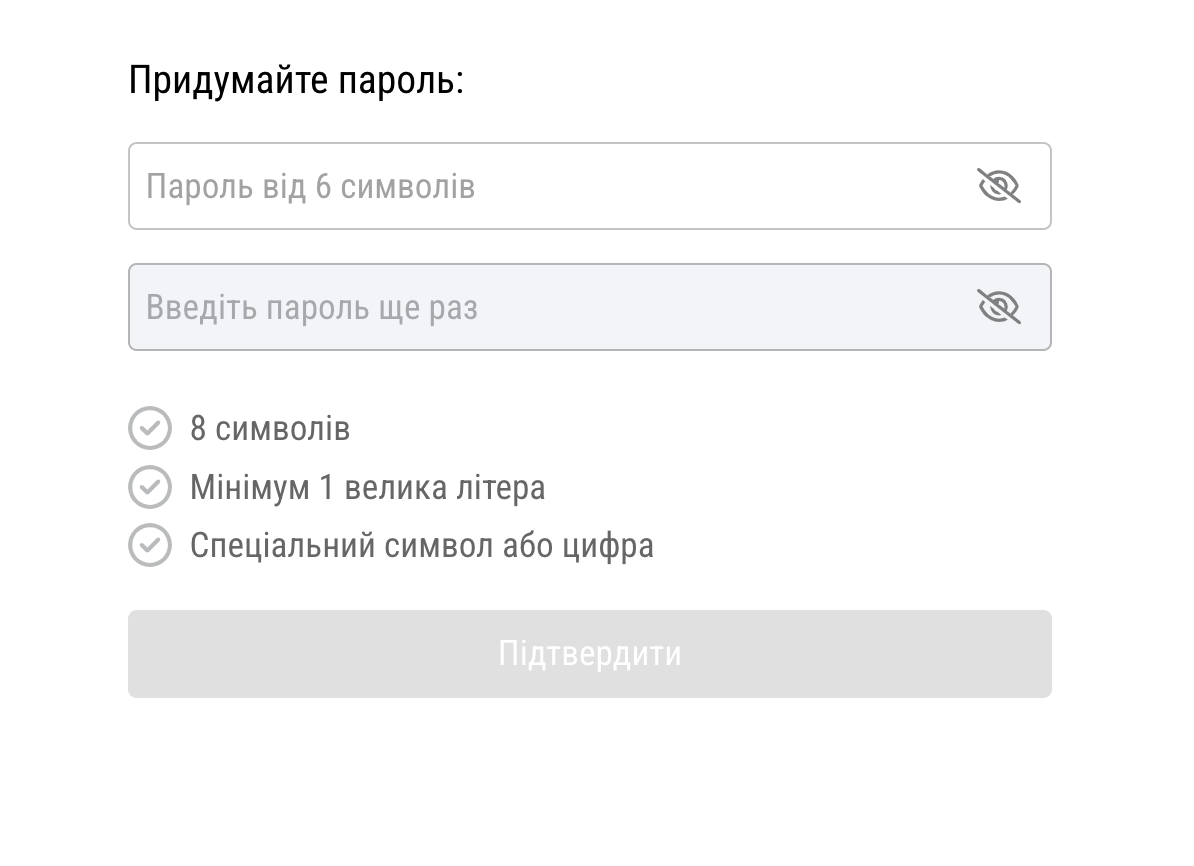 Придумайте пароль:
Пароль від 6 символів
Введіть пароль ще раз
8 символів
Мінімум 1 велика літера
Спеціальний символ або цифра
Підтвердити